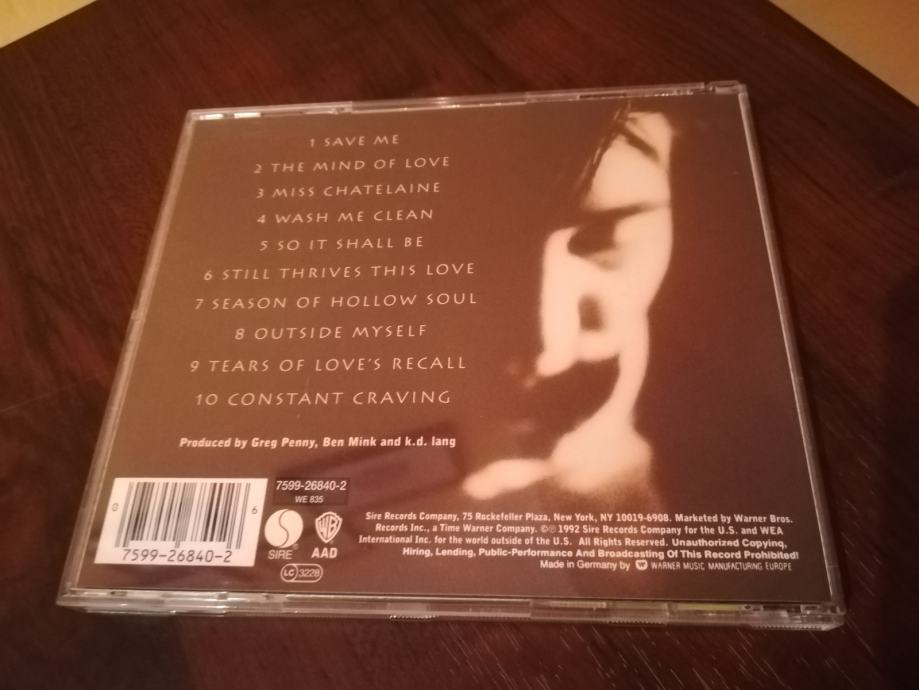 1 SAVE ME
2 THE MIND OF LOVE
3 MISS CHATELAINE
4 WASH ME CLEAN
5 SO IT SHALL BE
6 STILL THRIVES THIS LOVE
7 SEASON OF HOLLOW SOUL
8 OUTSIDE MYSELF
9 TEARS OF LOVE'S RECALL
10 CONSTANT CRAVING
Produced by Greg Penny, Ben Mink and k.d. lang
7599-26840-2
WE 835
0 6
7599-26840-2
SIRE
WB
AAD
LC 3228
Sire Records Company, 75 Rockefeller Plaza, New York, NY 10019-6908. Marketed by Warner Bros.
Records Inc., a Time Warner Company. ©℗ 1992 Sire Records Company for the U.S. and WEA
International Inc. for the world outside of the U.S. All Rights Reserved. Unauthorized Copying,
Hiring, Lending, Public-Performance And Broadcasting Of This Record Prohibited!
Made in Germany by WARNER MUSIC MANUFACTURING EUROPE